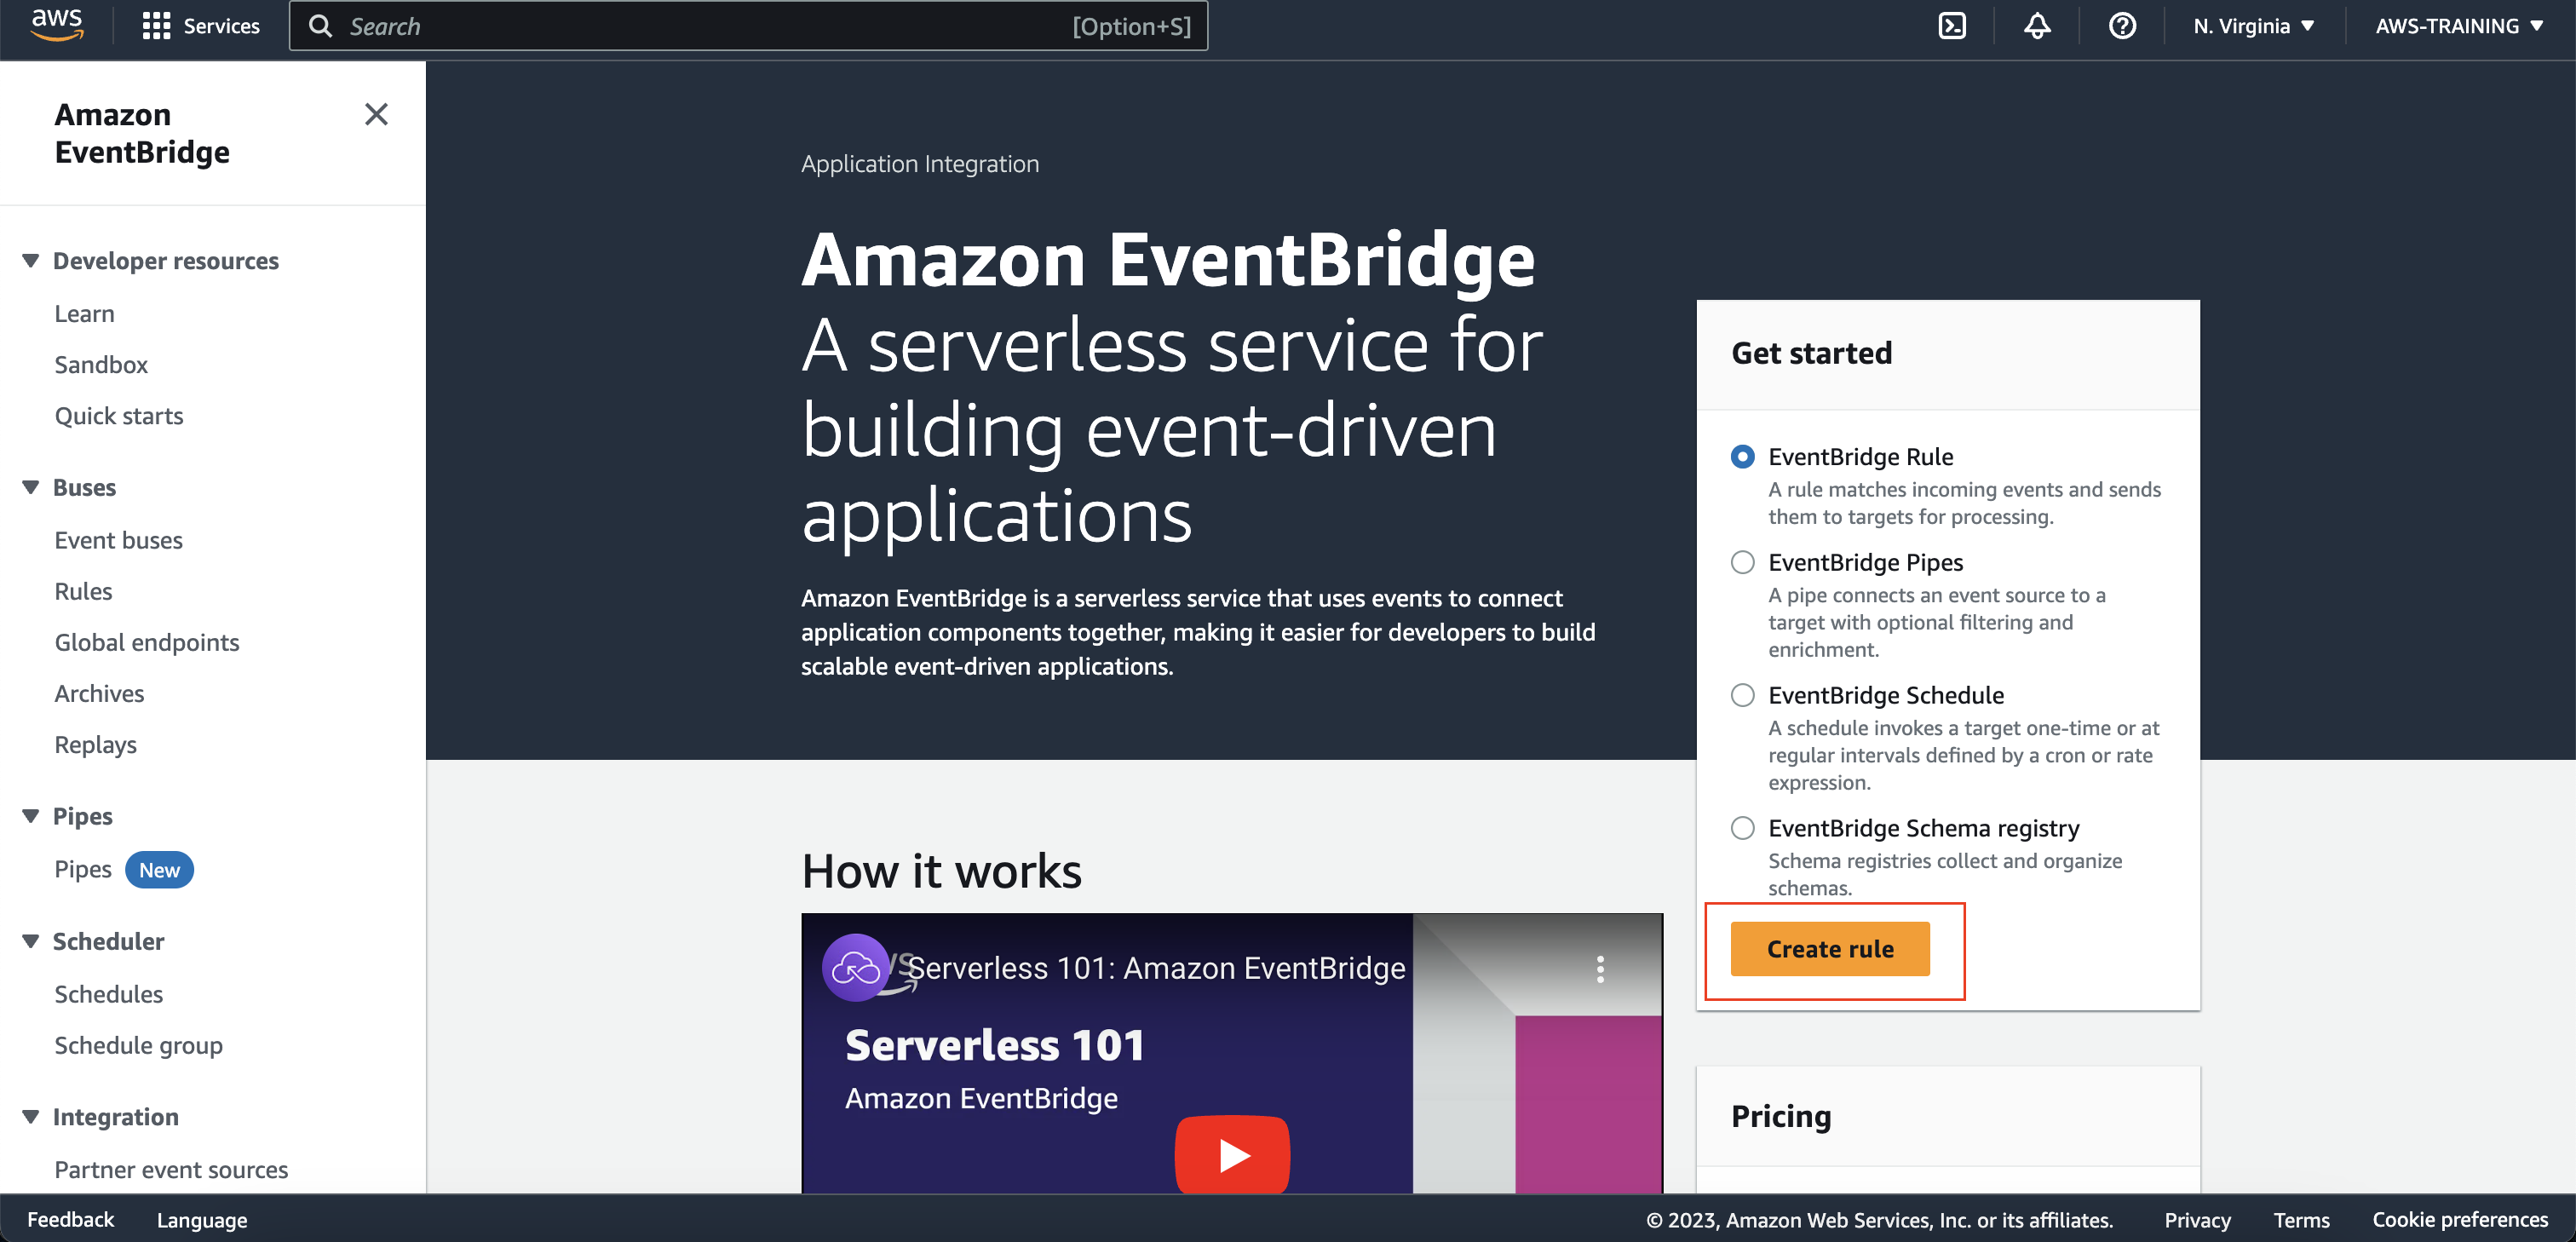 aws
Services
Search
[Option+S]
N. Virginia
AWS-TRAINING
Amazon
EventBridge
Developer resources
Learn
Sandbox
Quick starts
Buses
Event buses
Rules
Global endpoints
Archives
Replays
Pipes
Pipes New
Scheduler
Schedules
Schedule group
Integration
Partner event sources
Application Integration
Amazon EventBridge
A serverless service for
building event-driven
applications
Amazon EventBridge is a serverless service that uses events to connect
application components together, making it easier for developers to build
scalable event-driven applications.
Get started
EventBridge Rule
A rule matches incoming events and sends
them to targets for processing.
EventBridge Pipes
A pipe connects an event source to a
target with optional filtering and
enrichment.
EventBridge Schedule
A schedule invokes a target one-time or at
regular intervals defined by a cron or rate
expression.
EventBridge Schema registry
Schema registries collect and organize
schemas.
Create rule
How it works
Serverless 101: Amazon EventBridge
Serverless 101
Amazon EventBridge
Pricing
Feedback
Language
© 2023, Amazon Web Services, Inc. or its affiliates.
Privacy
Terms
Cookie preferences